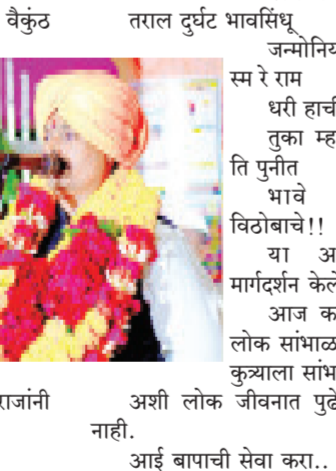 वैकुंठ
राजांनी
तराल दुर्घट भावसिंधू
जन्मोनिय
स्म रे राम
धरी हाची
तुका म्ह
ति पुनीत
भावे
विठोबाचे!!
या अ
मार्गदर्शन केल
आज क
लोक सांभाळ
कुत्र्याला सांभ
अशी लोक जीवनात पुढे
नाही.
आई बापाची सेवा करा..